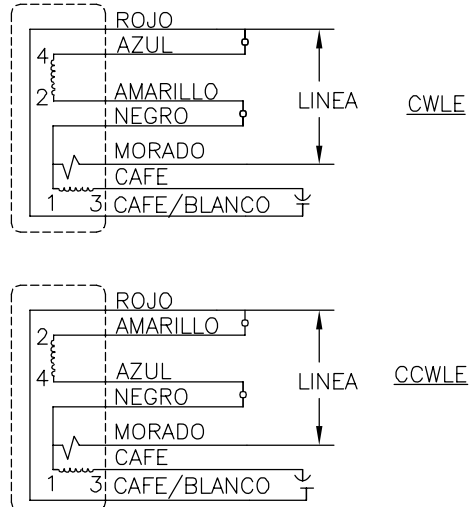 ROJO
4 AZUL
2 AMARILLO LINEA CWLE
NEGRO
MORADO
CAFE
1 3 CAFE/BLANCO
ROJO
2 AMARILLO
4 AZUL LINEA CCWLE
NEGRO
MORADO
CAFE
1 3 CAFE/BLANCO